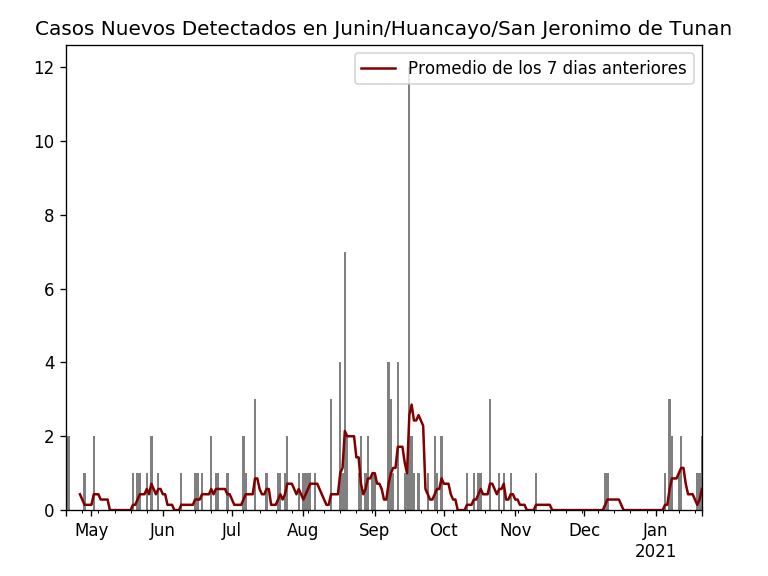 Casos Nuevos Detectados en Junin/Huancayo/San Jeronimo de Tunan
Promedio de los 7 dias anteriores
12
10
8
6
4
2
0
May Jun Jul Aug Sep Oct Nov Dec Jan
2021